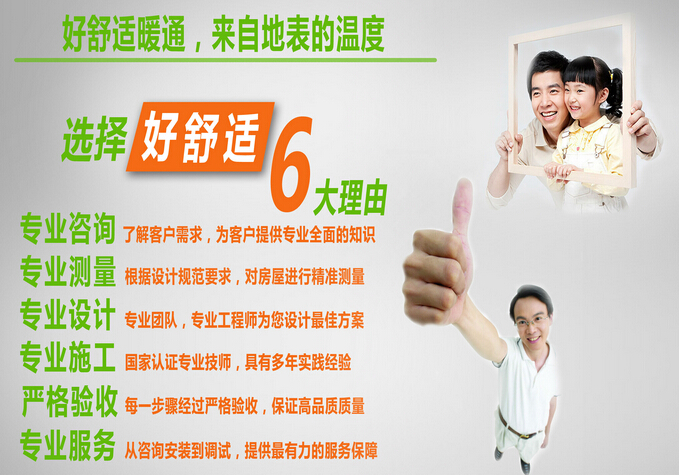 好舒适暖通，来自地表的温度
选择 好舒适 6大理由
专业咨询 了解客户需求，为客户提供专业全面的知识
专业测量 根据设计规范要求，对房屋进行精准测量
专业设计 专业团队，专业工程师为您设计最佳方案
专业施工 国家认证专业技师，具有多年实践经验
严格验收 每一步骤经过严格验收，保证高品质质量
专业服务 从咨询安装到调试，提供最有力的服务保障